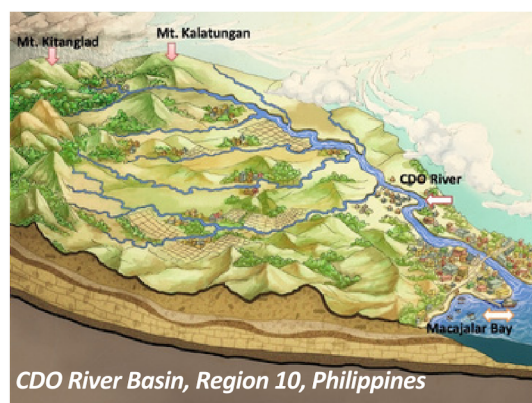 Mt. Kitanglad
Mt. Kalatungan
CDO River
Macajalar Bay
CDO River Basin, Region 10, Philippines